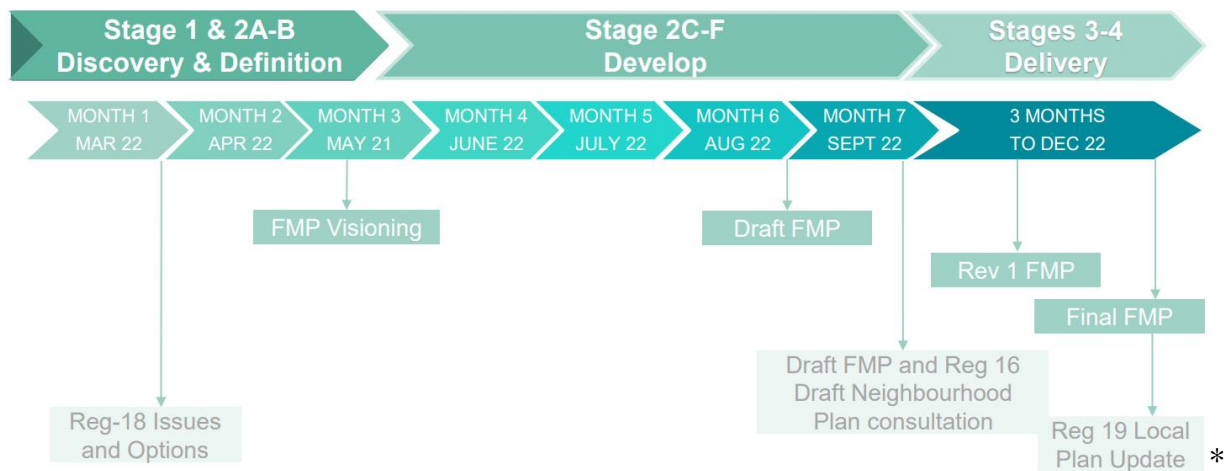 Stage 1 & 2A-B
Discovery & Definition
Stage 2C-F
Develop
Stages 3-4
Delivery
MONTH 1
MAR 22
MONTH 2
APR 22
MONTH 3
MAY 21
MONTH 4
JUNE 22
MONTH 5
JULY 22
MONTH 6
AUG 22
MONTH 7
SEPT 22
3 MONTHS
TO DEC 22
FMP Visioning
Draft FMP
Rev 1 FMP
Final FMP
Reg-18 Issues
and Options
Draft FMP and Reg 16
Draft Neighbourhood
Plan consultation
Reg 19 Local
Plan Update *